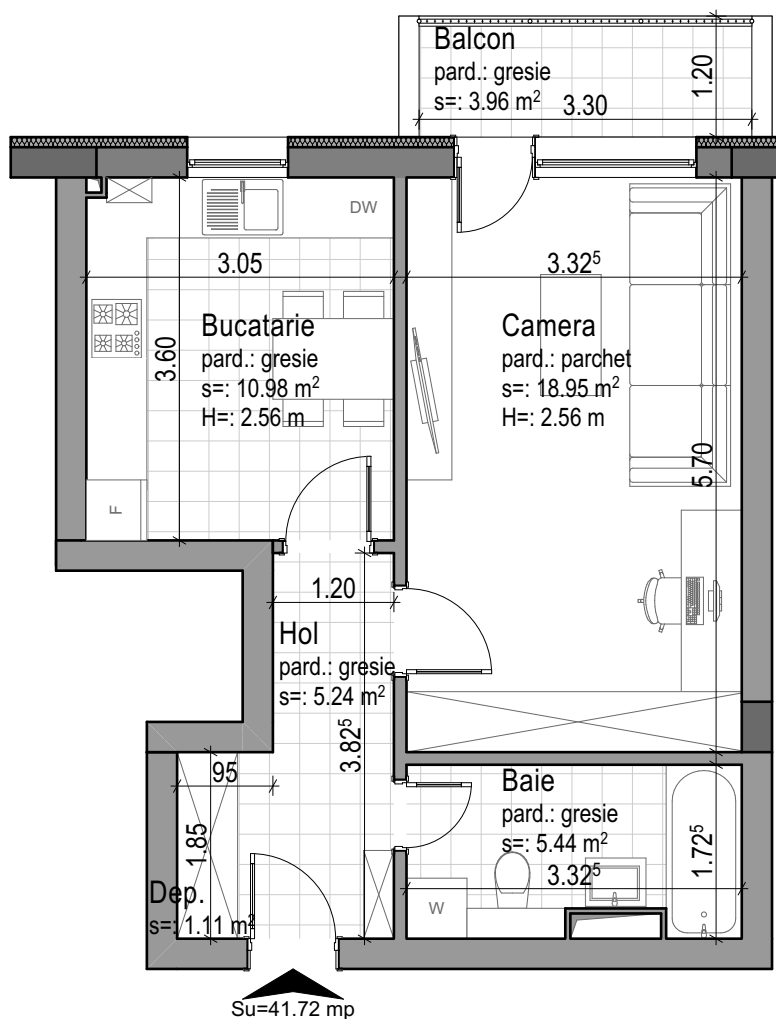 Balcon
pard.: gresie
s=: 3.96 m²
3.30
1.20
DW
3.05
3.32⁵
Bucatarie
pard.: gresie
s=: 10.98 m²
H=: 2.56 m
3.60
Camera
pard.: parchet
s=: 18.95 m²
H=: 2.56 m
5.70
F
1.20
Hol
pard.: gresie
s=: 5.24 m²
3.82⁵
95
1.85
Baie
pard.: gresie
s=: 5.44 m²
3.32⁵
1.72⁵
W
Dep.
s=: 1.11 m²
Su=41.72 mp